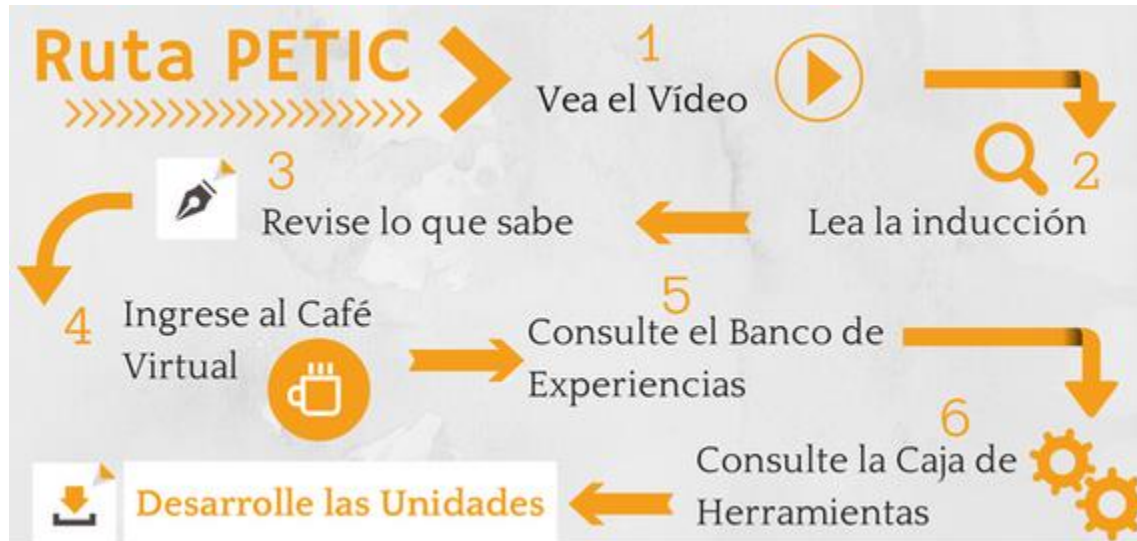 Ruta PETIC
1
Vea el Vídeo
2
Lea la inducción
3
Revise lo que sabe
4
Ingrese al Café
Virtual
5
Consulte el Banco de
Experiencias
6
Consulte la Caja de
Herramientas
Desarrolle las Unidades